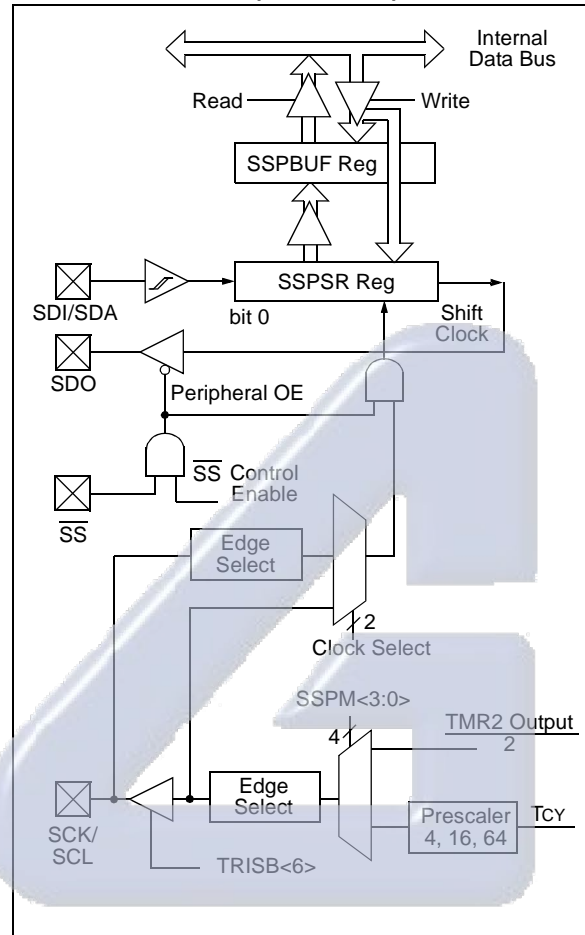 Internal
Data Bus
Read
Write
SSPBUF Reg
SSPSR Reg
SDI/SDA
bit 0
Shift
Clock
SDO
Peripheral OE
SS Control
Enable
SS
Edge
Select
2
Clock Select
SSPM<3:0>
TMR2 Output
4
2
Edge
Select
Prescaler
4, 16, 64
TCY
SCK/
SCL
TRISB<6>